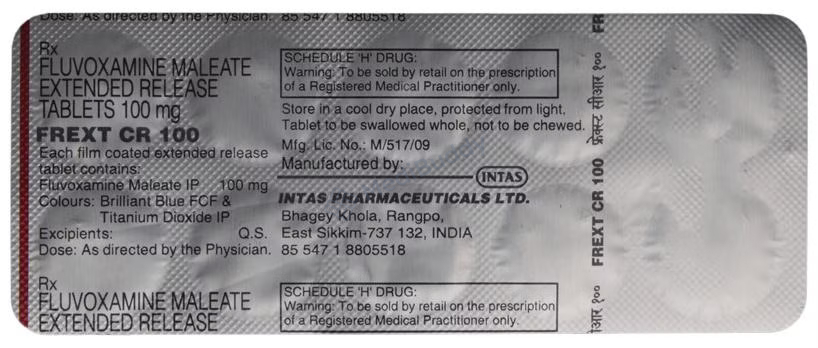 Dose: As directed by the Physician. 85 547 1 8805518
Rx
FLUVOXAMINE MALEATE
EXTENDED RELEASE
TABLETS 100 mg
FREXT CR 100
Each film coated extended release
tablet contains:
Fluvoxamine Maleate IP 100 mg
Colours: Brilliant Blue FCF &
Titanium Dioxide IP
Excipients: Q.S.
Dose: As directed by the Physician. 85 547 1 8805518
SCHEDULE 'H' DRUG:
Warning: To be sold by retail on the prescription
of a Registered Medical Practitioner only.
Store in a cool dry place, protected from light.
Tablet to be swallowed whole, not to be chewed.
Mfg. Lic. No.: M/517/09
Manufactured by:
INTAS
INTAS PHARMACEUTICALS LTD.
Bhagey Khola, Rangpo,
East Sikkim-737 132, INDIA
Rx
FLUVOXAMINE MALEATE
EXTENDED RELEASE
SCHEDULE 'H' DRUG:
Warning: To be sold by retail on the prescription
of a Registered Medical Practitioner only.
FR
फ्रेक्स्ट सीआर १००
FREXT CR 100
१००